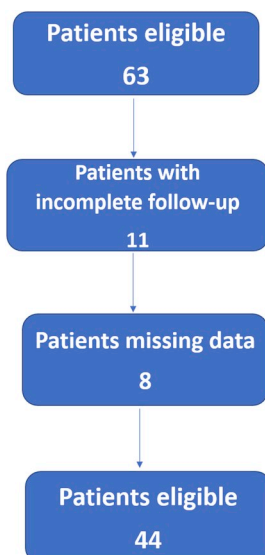 Patients eligible
63
Patients with
incomplete follow-up
11
Patients missing data
8
Patients eligible
44